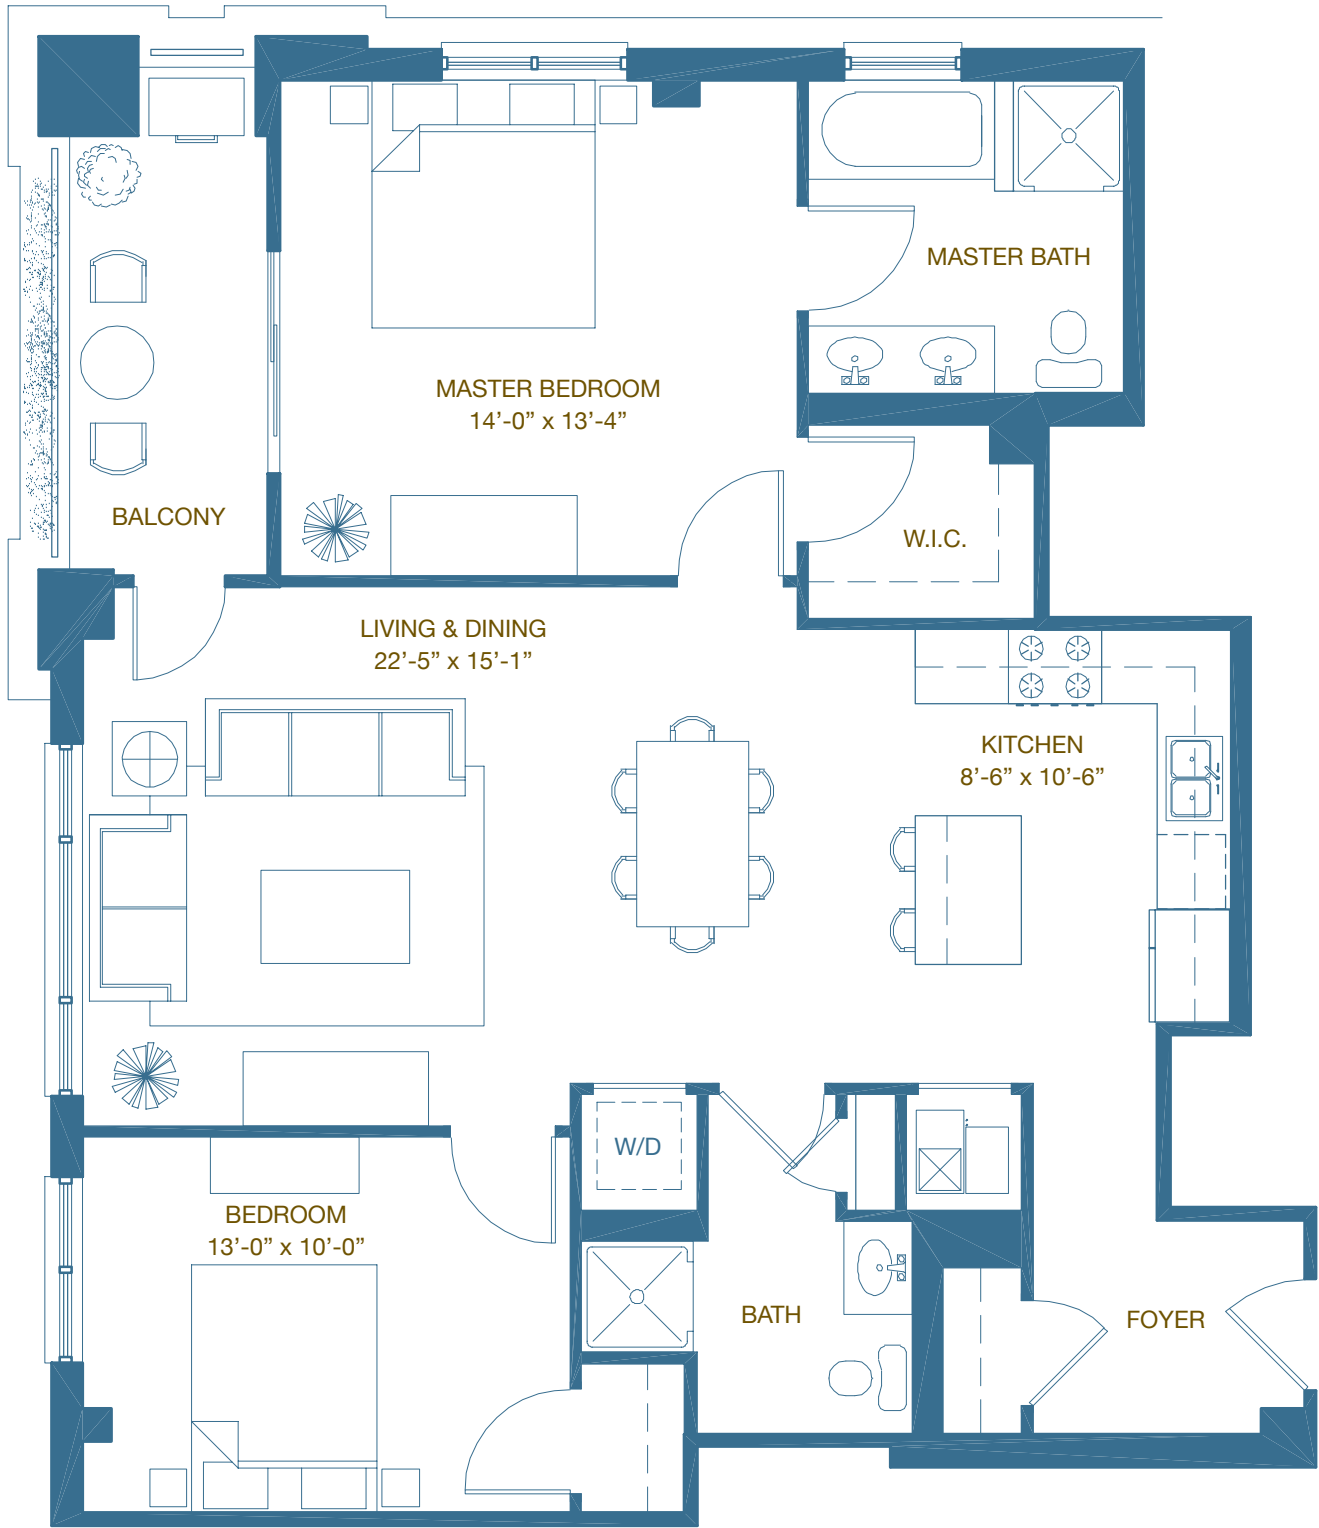 MASTER BATH
MASTER BEDROOM
14’-0” x 13’-4”
BALCONY
W.I.C.
LIVING & DINING
22’-5” x 15’-1”
KITCHEN
8’-6” x 10’-6”
W/D
BEDROOM
13’-0” x 10’-0”
BATH
FOYER